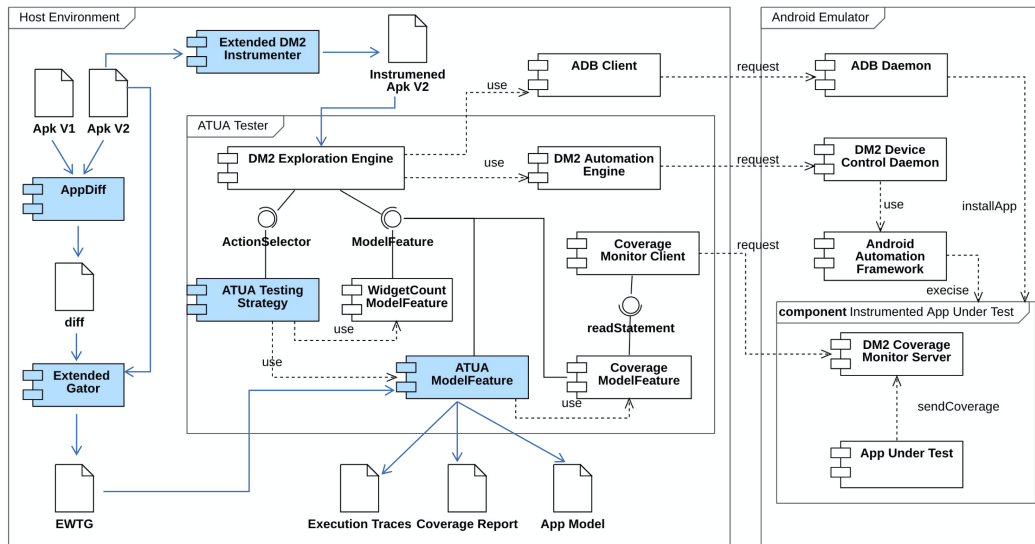 Host Environment
Android Emulator
Extended DM2
Instrumenter
Instrumened
Apk V2
ADB Client
request
ADB Daemon
use
Apk V1
Apk V2
ATUA Tester
DM2 Exploration Engine
use
DM2 Automation
Engine
request
DM2 Device
Control Daemon
AppDiff
use
installApp
ActionSelector
ModelFeature
Coverage
Monitor Client
request
Android
Automation
Framework
execise
ATUA Testing
Strategy
WidgetCount
ModelFeature
diff
use
readStatement
component Instrumented App Under Test
DM2 Coverage
Monitor Server
use
Extended
Gator
ATUA
ModelFeature
Coverage
ModelFeature
use
sendCoverage
App Under Test
EWTG
Execution Traces
Coverage Report
App Model